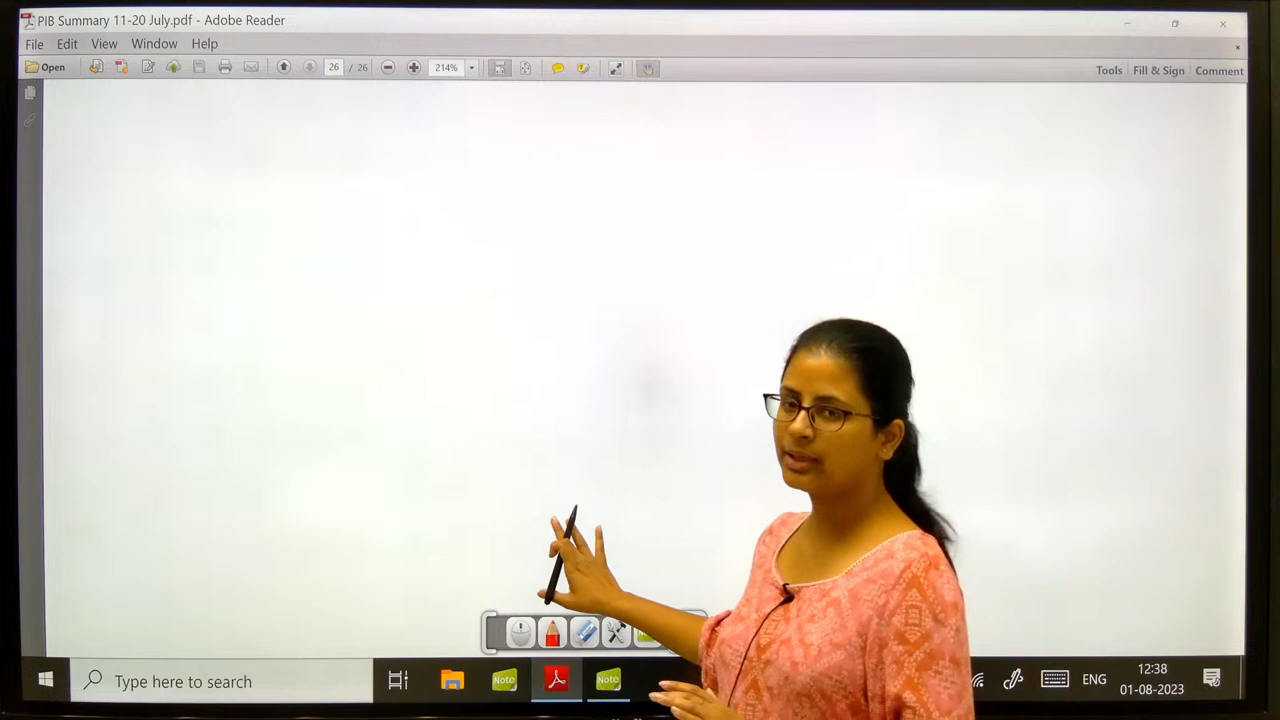 PIB Summary 11-20 July.pdf - Adobe Reader
File Edit View Window Help
Open 26 / 26 214% Tools Fill & Sign Comment
Type here to search
Note
Note
ENG
12:38
01-08-2023